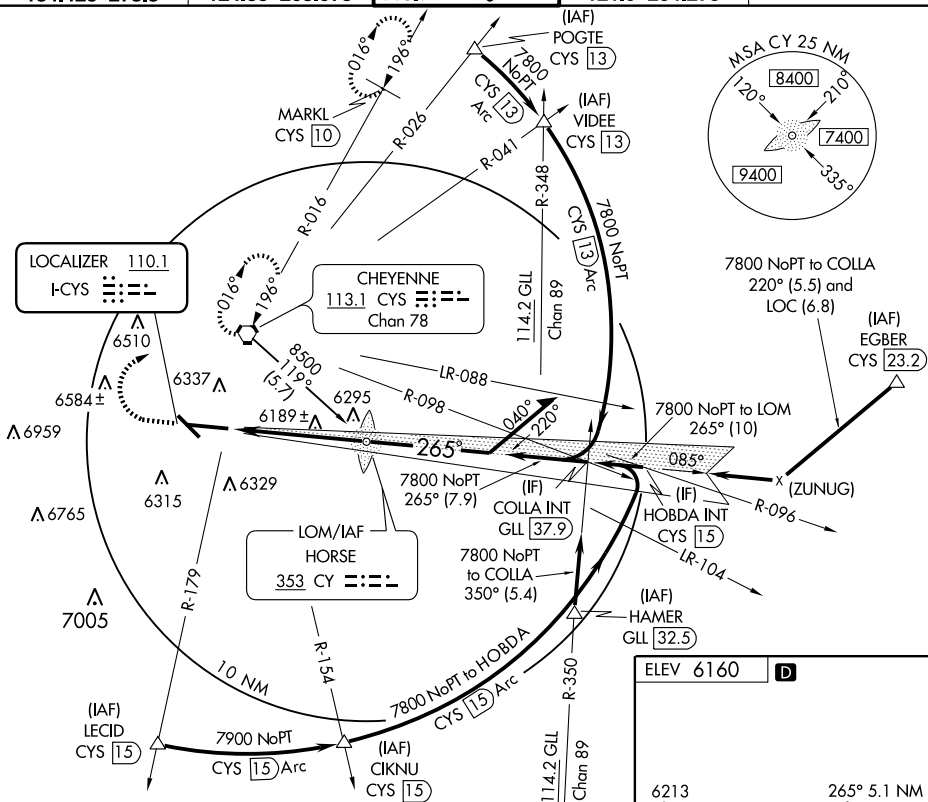 (IAF)
POGTE
CYS 13
7800
NoPT
CYS 13
Arc
016°
196°
MARKL
CYS 10
R-026
R-041
R-016
(IAF)
VIDEE
CYS 13
R-348
7800 NoPT
CYS 13 Arc
MSA CY 25 NM
8400
120°
210°
7400
9400
335°
LOCALIZER 110.1
I-CYS
016°
196°
CHEYENNE
113.1 CYS
Chan 78
114.2 GLL
Chan 89
7800 NoPT to COLLA
220° (5.5) and
LOC (6.8)
(IAF)
EGBER
CYS 23.2
6510
6584±
6337
8500
119°
(5.7)
LR-088
R-098
6295
6189±
040°
220°
7800 NoPT to LOM
265° (10)
6959
265°
085°
(ZUNUG)
7800 NoPT
265° (7.9)
(IF)
COLLA INT
GLL 37.9
(IF)
HOBDA INT
CYS 15
R-096
6315
6329
6765
LOM/IAF
HORSE
353 CY
7800 NoPT
to COLLA
350° (5.4)
LR-104
7005
R-179
R-154
(IAF)
HAMER
GLL 32.5
10 NM
7800 NoPT to HOBDA
CYS 15 Arc
R-350
ELEV 6160 D
(IAF)
LECID
CYS 15
7900 NoPT
CYS 15 Arc
(IAF)
CIKNU
CYS 15
114.2 GLL
Chan 89
6213
265° 5.1 NM